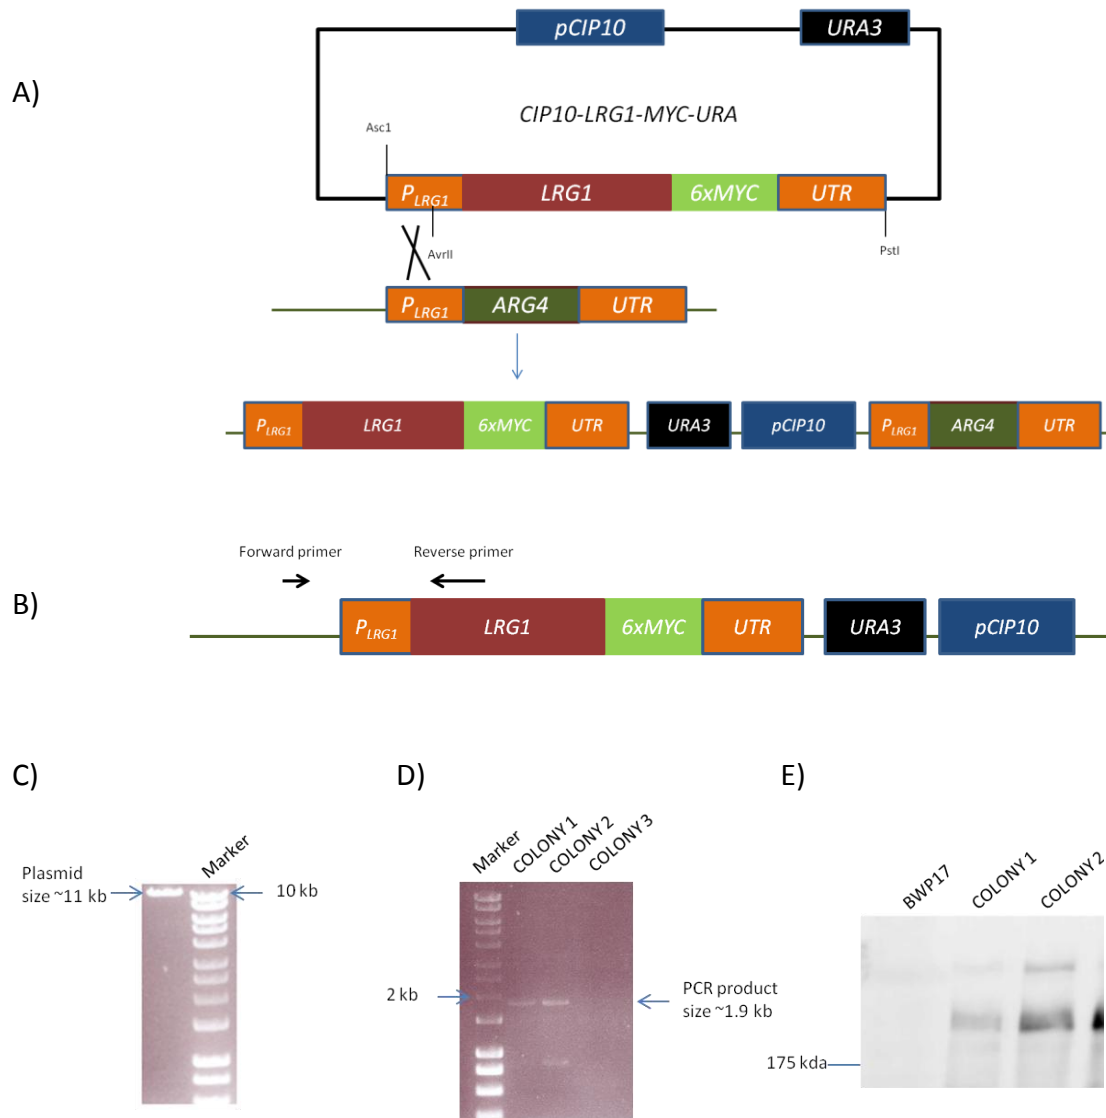 A)
pCIP10
URA3
CIP10-LRG1-MYC-URA
Asc1
PLRG1
LRG1
6xMYC
UTR
AvrII
PstI
PLRG1
ARG4
UTR
PLRG1
LRG1
6xMYC
UTR
URA3
pCIP10
PLRG1
ARG4
UTR
B)
Forward primer
Reverse primer
PLRG1
LRG1
6xMYC
UTR
URA3
pCIP10
C)
Marker
Plasmid
size ~11 kb
10 kb
D)
Marker
COLONY 1
COLONY 2
COLONY 3
2 kb
PCR product
size ~1.9 kb
E)
BWP17
COLONY 1
COLONY 2
175 kda